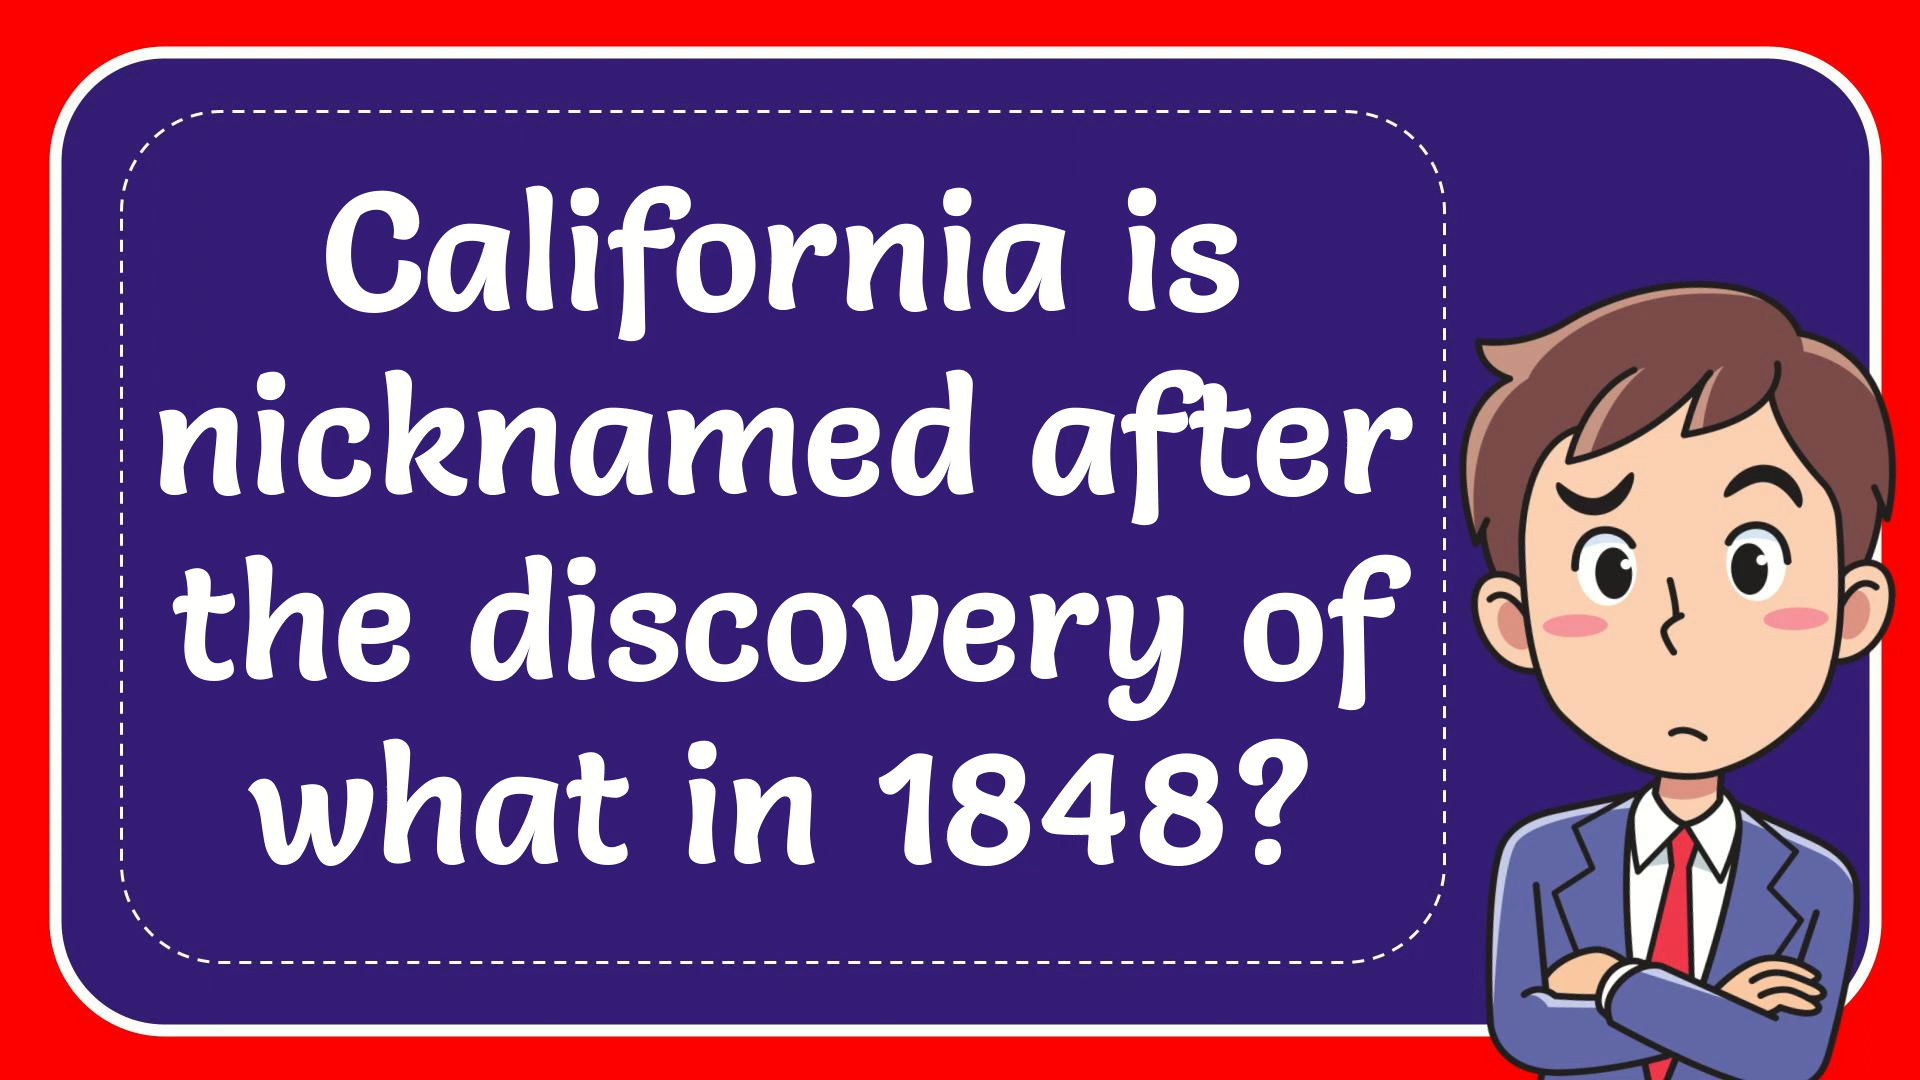 California is
nicknamed after
the discovery of
what in 1848?